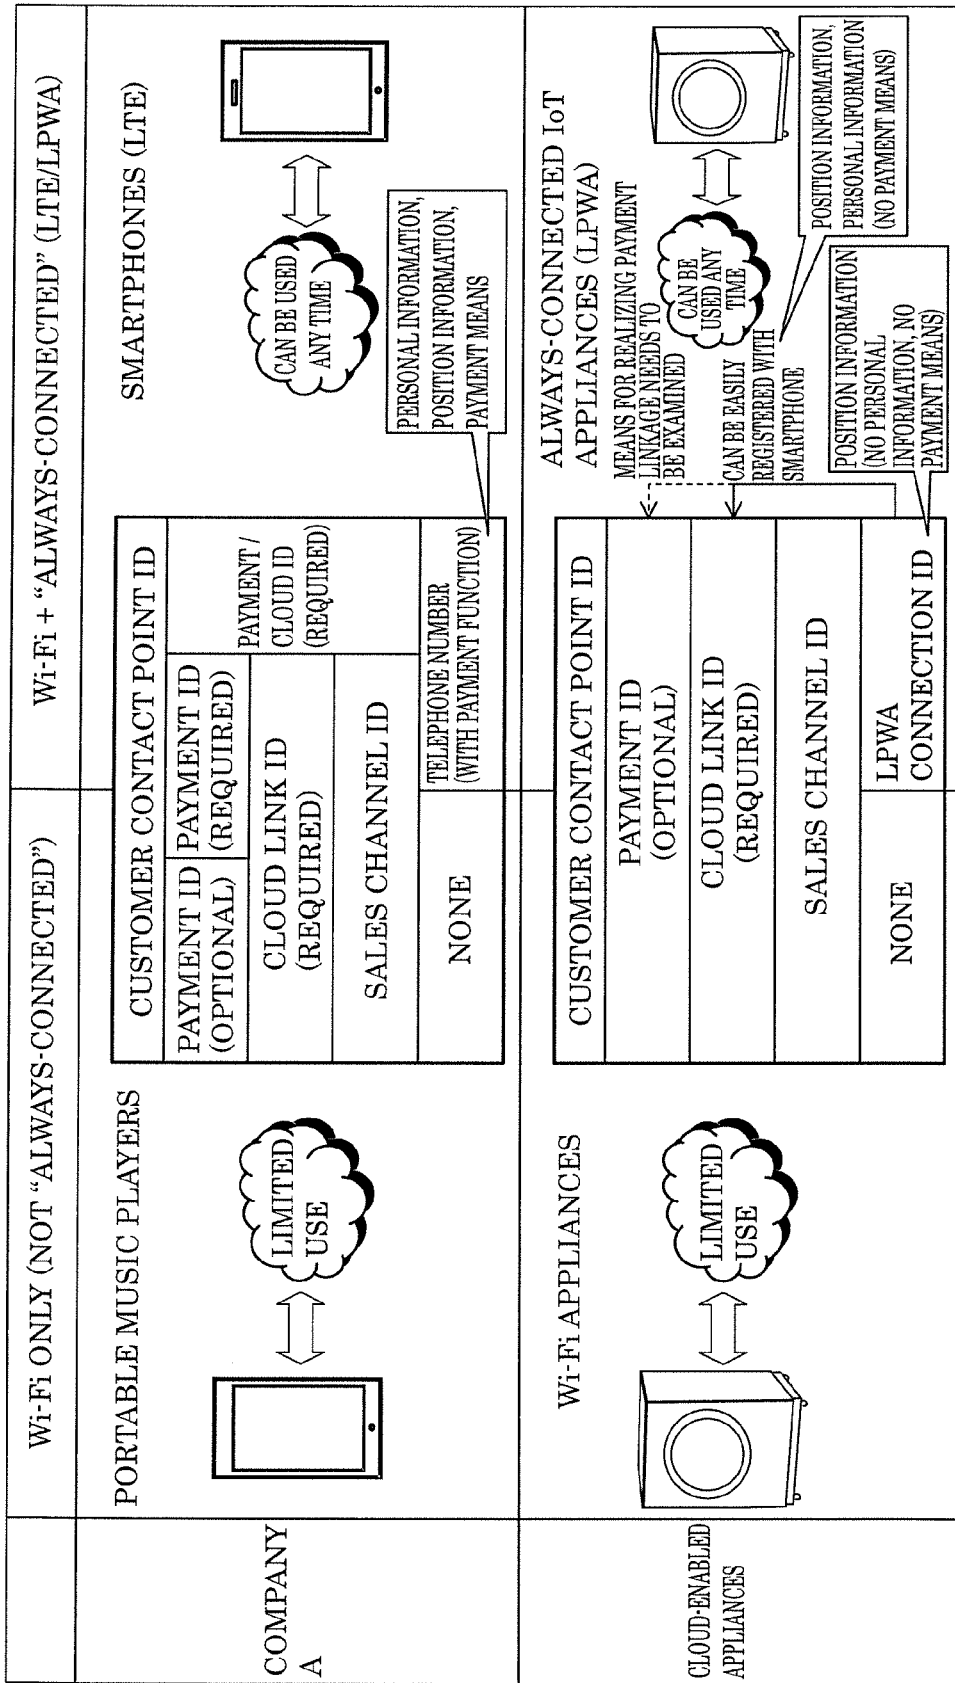 Wi-Fi ONLY (NOT “ALWAYS-CONNECTED”)
Wi-Fi + “ALWAYS-CONNECTED” (LTE/LPWA)
COMPANY
A
PORTABLE MUSIC PLAYERS
LIMITED
USE
CUSTOMER CONTACT POINT ID
PAYMENT ID
(OPTIONAL)
PAYMENT ID
(REQUIRED)
PAYMENT /
CLOUD ID
(REQUIRED)
CLOUD LINK ID
(REQUIRED)
SALES CHANNEL ID
NONE
TELEPHONE NUMBER
(WITH PAYMENT FUNCTION)
SMARTPHONES (LTE)
CAN BE USED
ANY TIME
PERSONAL INFORMATION,
POSITION INFORMATION,
PAYMENT MEANS
CLOUD-ENABLED
APPLIANCES
Wi-Fi APPLIANCES
LIMITED
USE
CUSTOMER CONTACT POINT ID
PAYMENT ID
(OPTIONAL)
CLOUD LINK ID
(REQUIRED)
SALES CHANNEL ID
NONE
LPWA
CONNECTION ID
ALWAYS-CONNECTED IoT
APPLIANCES (LPWA)
MEANS FOR REALIZING PAYMENT
LINKAGE NEEDS TO
BE EXAMINED
CAN BE
USED ANY
TIME
CAN BE EASILY
REGISTERED WITH
SMARTPHONE
POSITION INFORMATION,
PERSONAL INFORMATION
(NO PAYMENT MEANS)
POSITION INFORMATION
(NO PERSONAL
INFORMATION, NO
PAYMENT MEANS)